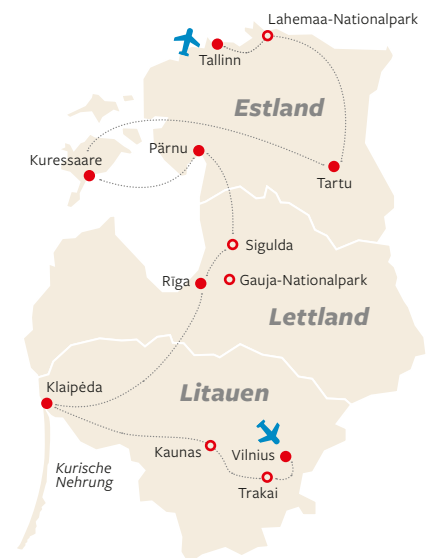 Lahemaa-Nationalpark
Tallinn
Estland
Pärnu
Kuressaare
Tartu
Sigulda
Rīga
Gauja-Nationalpark
Lettland
Klaipėda
Litauen
Kaunas
Vilnius
Kurische
Nehrung
Trakai